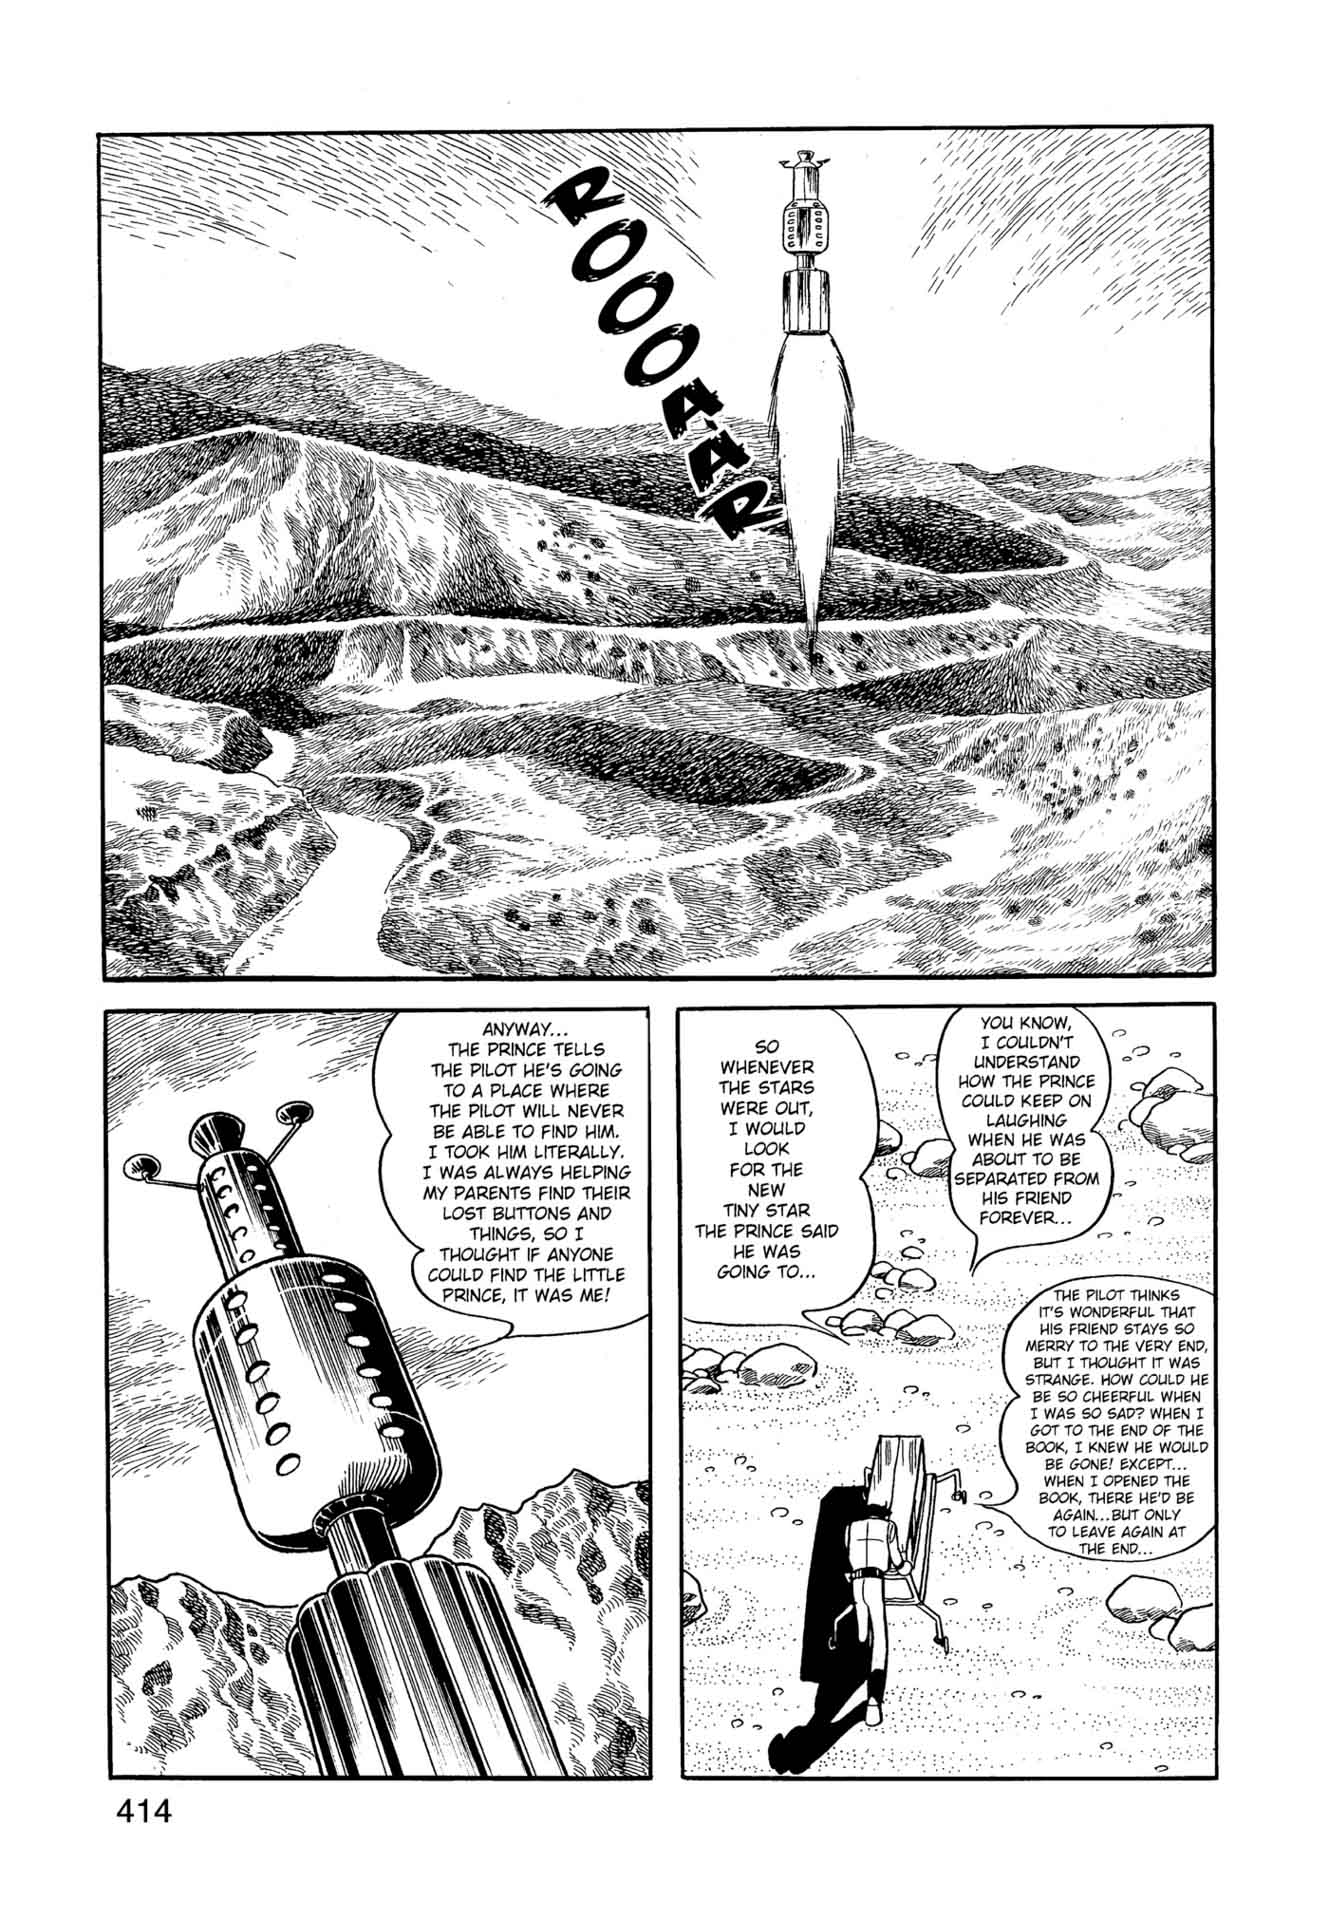 ROOOOAAAR
ANYWAY...
THE PRINCE TELLS
THE PILOT HE'S GOING
TO A PLACE WHERE
THE PILOT WILL NEVER
BE ABLE TO FIND HIM.
I TOOK HIM LITERALLY.
I WAS ALWAYS HELPING
MY PARENTS FIND THEIR
LOST BUTTONS AND
THINGS, SO I
THOUGHT IF ANYONE
COULD FIND THE LITTLE
PRINCE, IT WAS ME!
SO
WHENEVER
THE STARS
WERE OUT,
I WOULD
LOOK
FOR THE
NEW
TINY STAR
THE PRINCE SAID
HE WAS
GOING TO...
YOU KNOW,
I COULDN'T
UNDERSTAND
HOW THE PRINCE
COULD KEEP ON
LAUGHING
WHEN HE WAS
ABOUT TO BE
SEPARATED FROM
HIS FRIEND
FOREVER...
THE PILOT THINKS
IT'S WONDERFUL THAT
HIS FRIEND STAYS SO
MERRY TO THE VERY END,
BUT I THOUGHT IT WAS
STRANGE. HOW COULD HE
BE SO CHEERFUL WHEN
I WAS SO SAD? WHEN I
GOT TO THE END OF THE
BOOK, I KNEW HE WOULD
BE GONE! EXCEPT...
WHEN I OPENED THE
BOOK, THERE HE'D BE
AGAIN...BUT ONLY
TO LEAVE AGAIN AT
THE END...
414